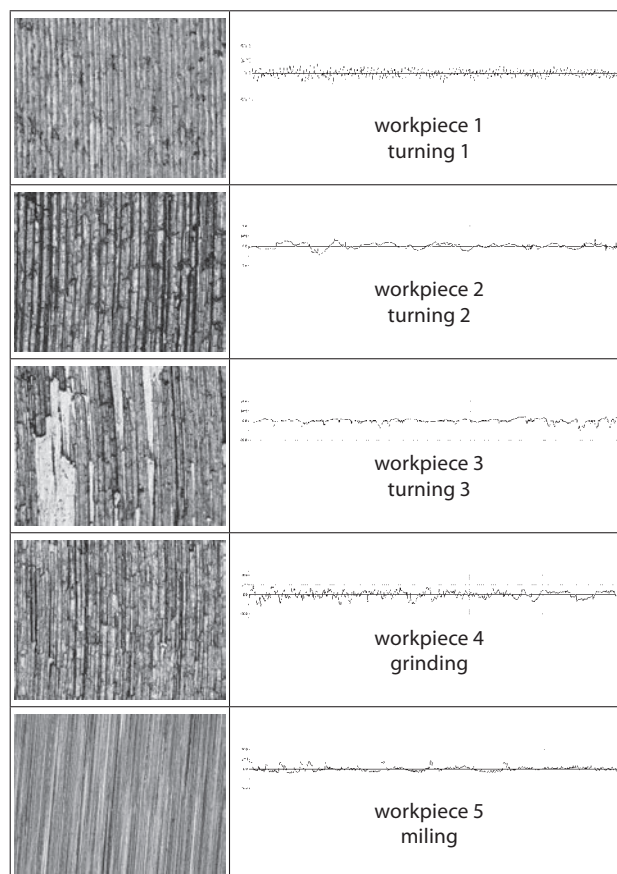 workpiece 1
turning 1
workpiece 2
turning 2
workpiece 3
turning 3
workpiece 4
grinding
workpiece 5
miling